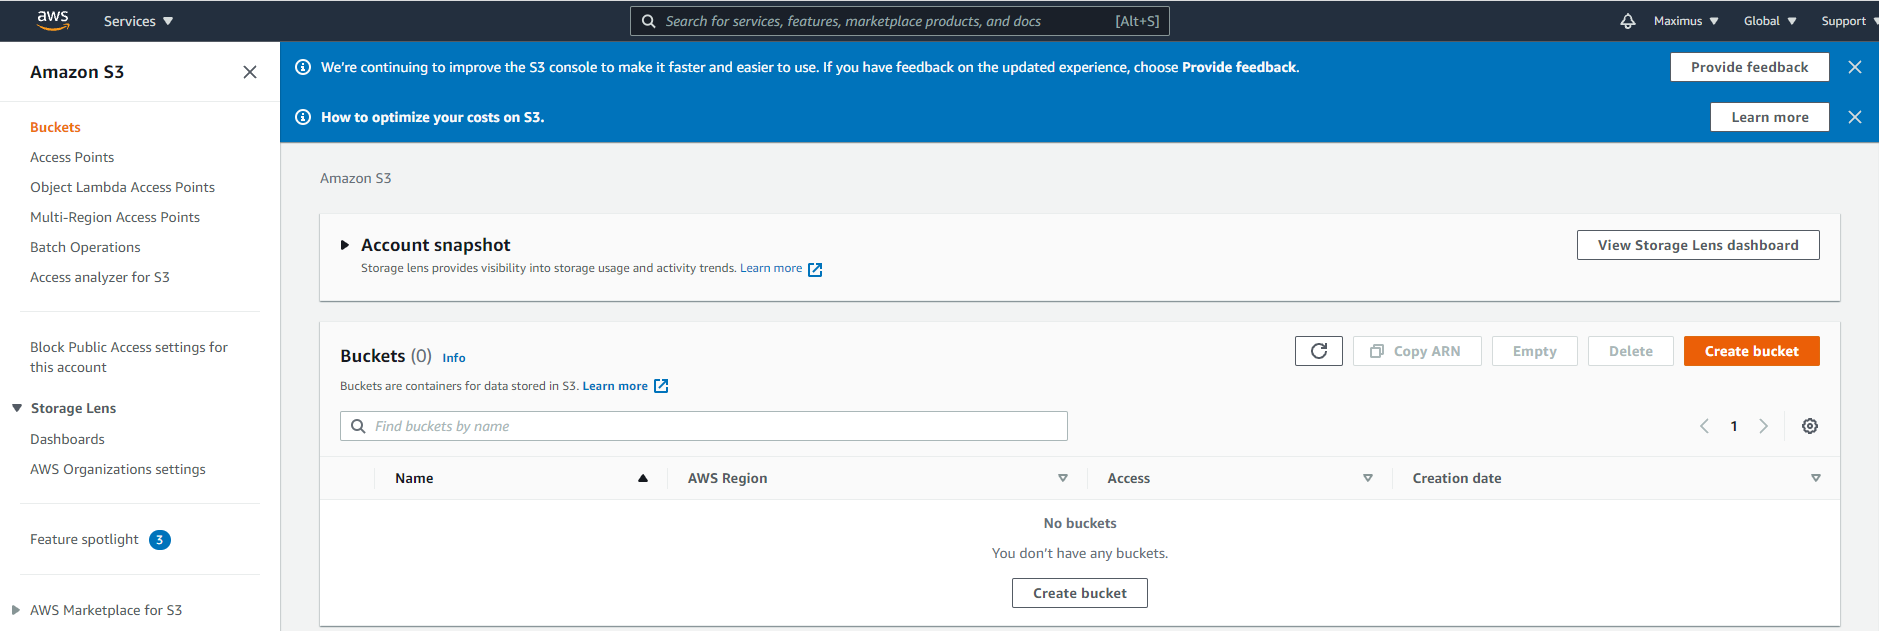 aws
Services
Search for services, features, marketplace products, and docs
[Alt+S]
Maximus
Global
Support
Amazon S3
Buckets
Access Points
Object Lambda Access Points
Multi-Region Access Points
Batch Operations
Access analyzer for S3
Block Public Access settings for
this account
Storage Lens
Dashboards
AWS Organizations settings
Feature spotlight 3
AWS Marketplace for S3
We're continuing to improve the S3 console to make it faster and easier to use. If you have feedback on the updated experience, choose Provide feedback.
Provide feedback
How to optimize your costs on S3.
Learn more
Amazon S3
Account snapshot
Storage lens provides visibility into storage usage and activity trends. Learn more
View Storage Lens dashboard
Buckets (0) Info
Buckets are containers for data stored in S3. Learn more
Copy ARN
Empty
Delete
Create bucket
Find buckets by name
1
Name
AWS Region
Access
Creation date
No buckets
You don't have any buckets.
Create bucket